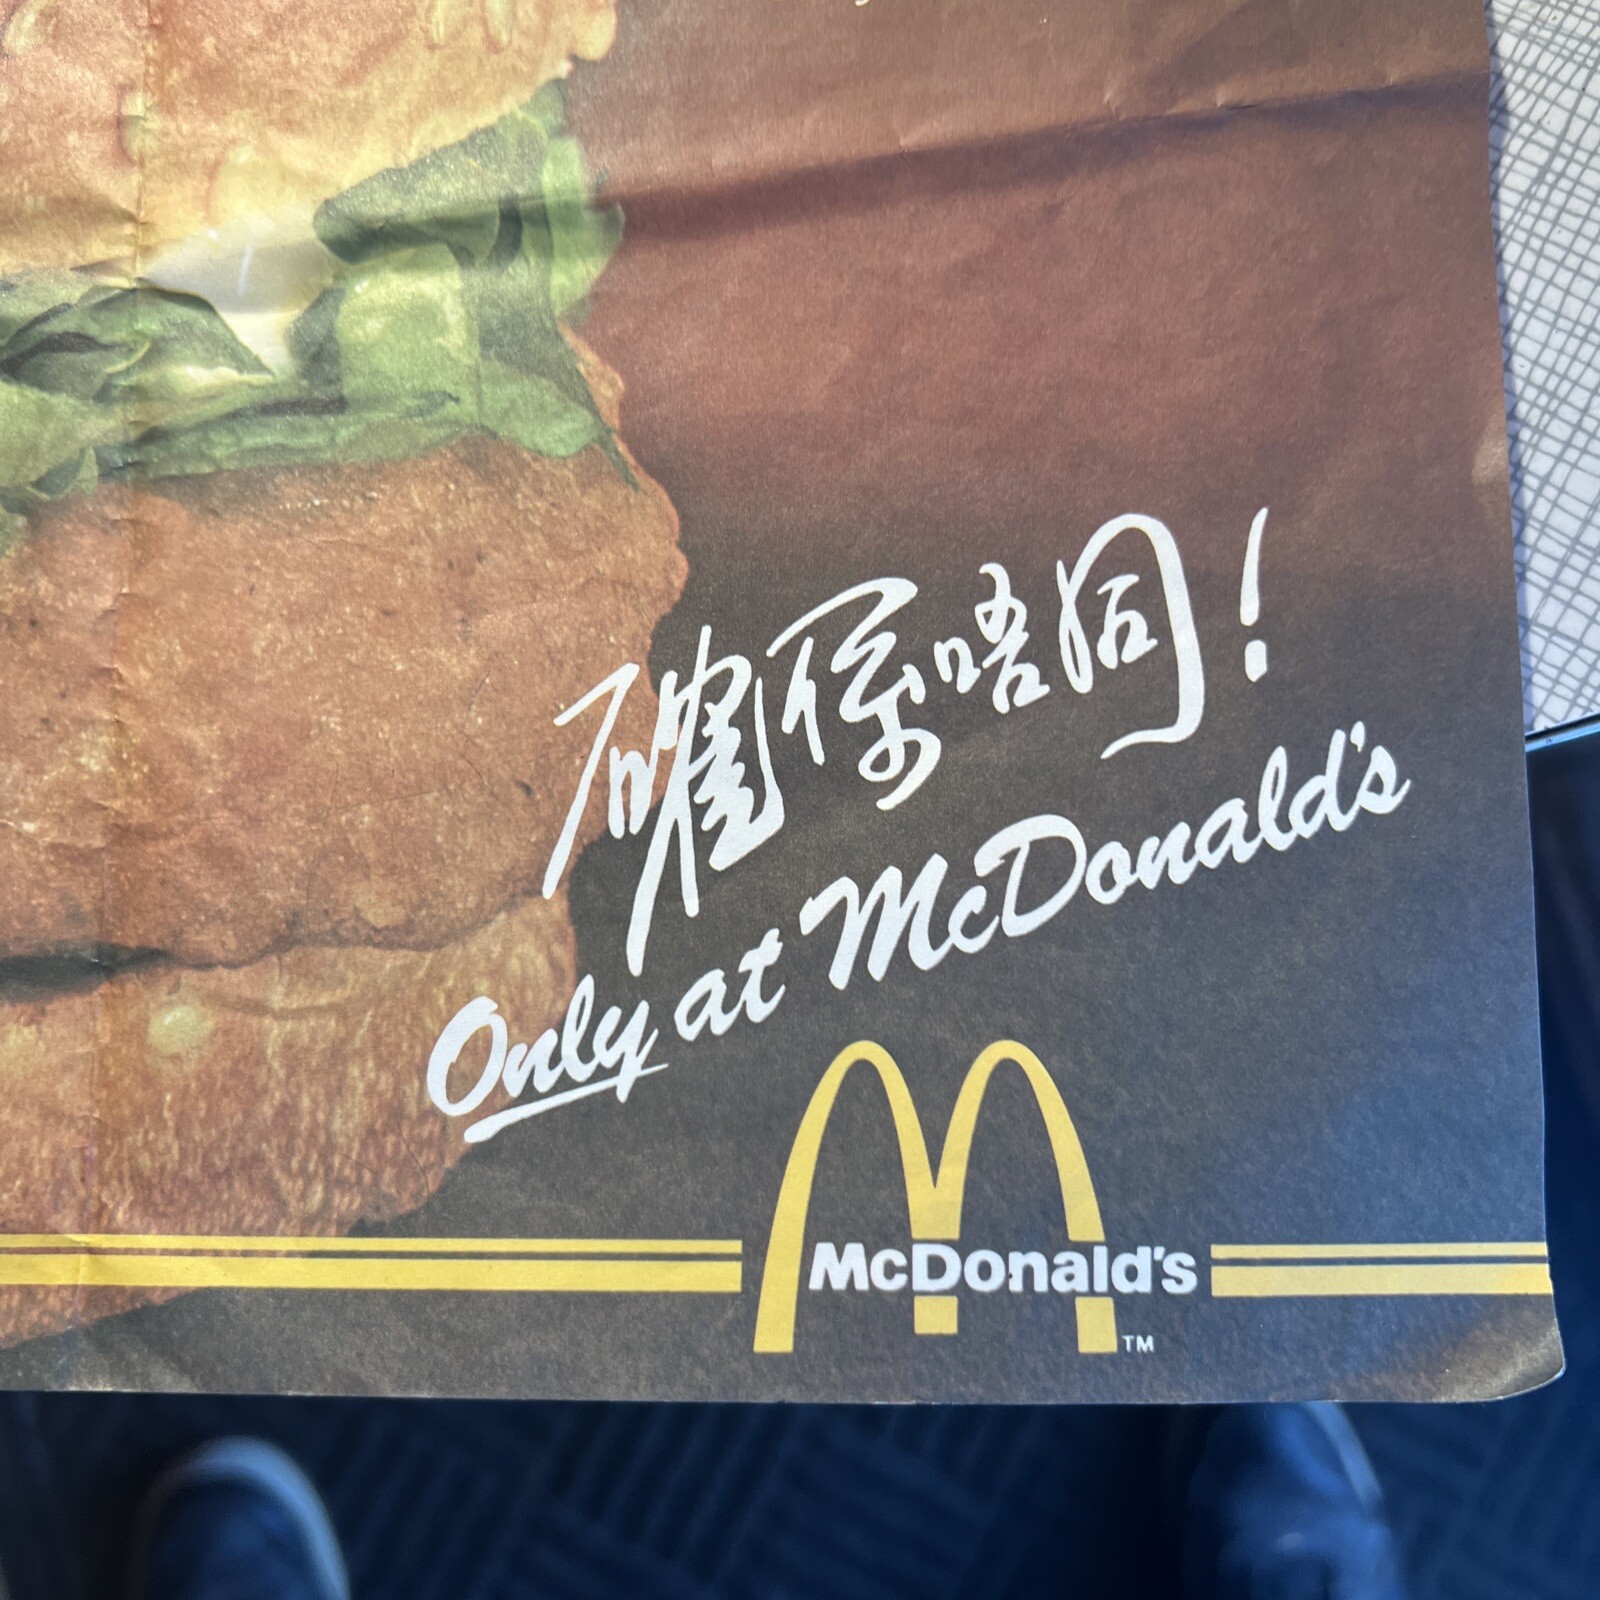 確係唔同！
Only at McDonald's
McDonald's
TM